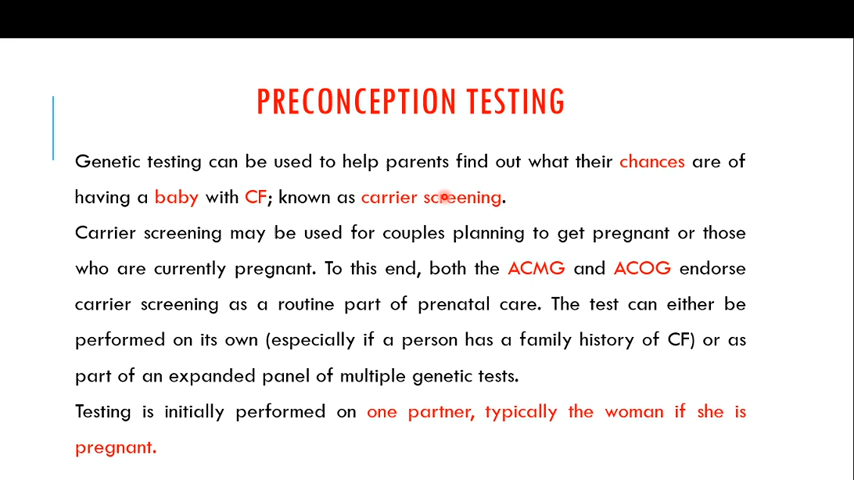 PRECONCEPTION TESTING
Genetic testing can be used to help parents find out what their chances are of
having a baby with CF; known as carrier screening.
Carrier screening may be used for couples planning to get pregnant or those
who are currently pregnant. To this end, both the ACMG and ACOG endorse
carrier screening as a routine part of prenatal care. The test can either be
performed on its own (especially if a person has a family history of CF) or as
part of an expanded panel of multiple genetic tests.
Testing is initially performed on one partner, typically the woman if she is
pregnant.